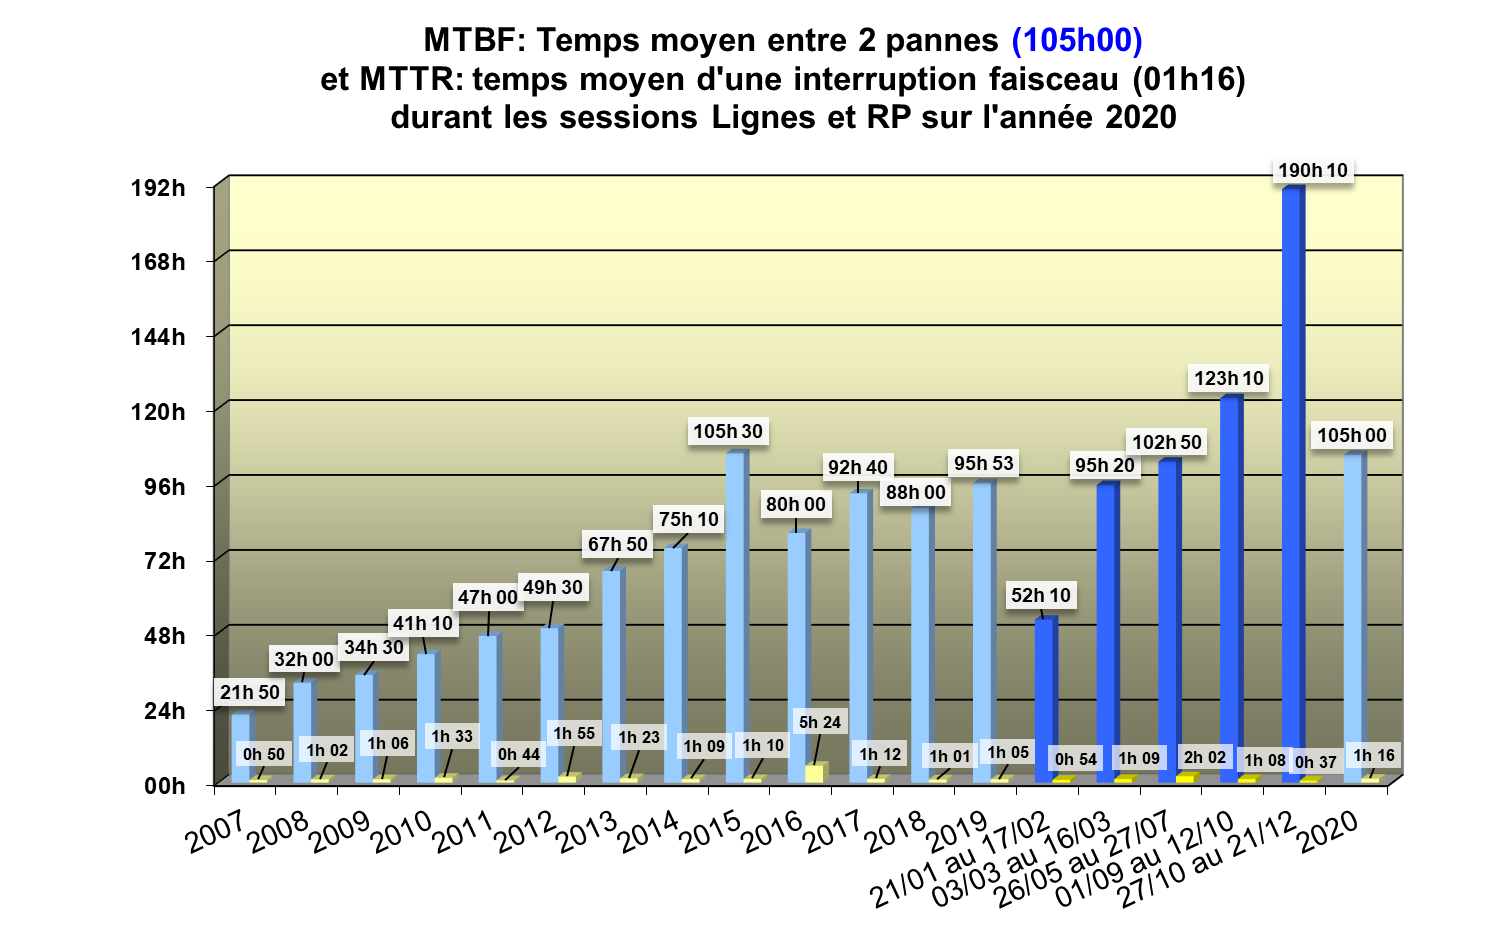 MTBF: Temps moyen entre 2 pannes (105h00)
et MTTR: temps moyen d'une interruption faisceau (01h16)
durant les sessions Lignes et RP sur l'année 2020
192h
168h
144h
120h
96h
72h
48h
24h
00h
21h 50
32h 00
34h 30
41h 10
47h 00
49h 30
67h 50
75h 10
105h 30
80h 00
92h 40
88h 00
95h 53
52h 10
95h 20
102h 50
123h 10
190h 10
105h 00
0h 50
1h 02
1h 06
1h 33
0h 44
1h 55
1h 23
1h 09
1h 10
5h 24
1h 12
1h 01
1h 05
0h 54
1h 09
2h 02
1h 08
0h 37
1h 16
2007
2008
2009
2010
2011
2012
2013
2014
2015
2016
2017
2018
2019
21/01 au 17/02
03/03 au 16/03
26/05 au 27/07
01/09 au 12/10
27/10 au 21/12
2020